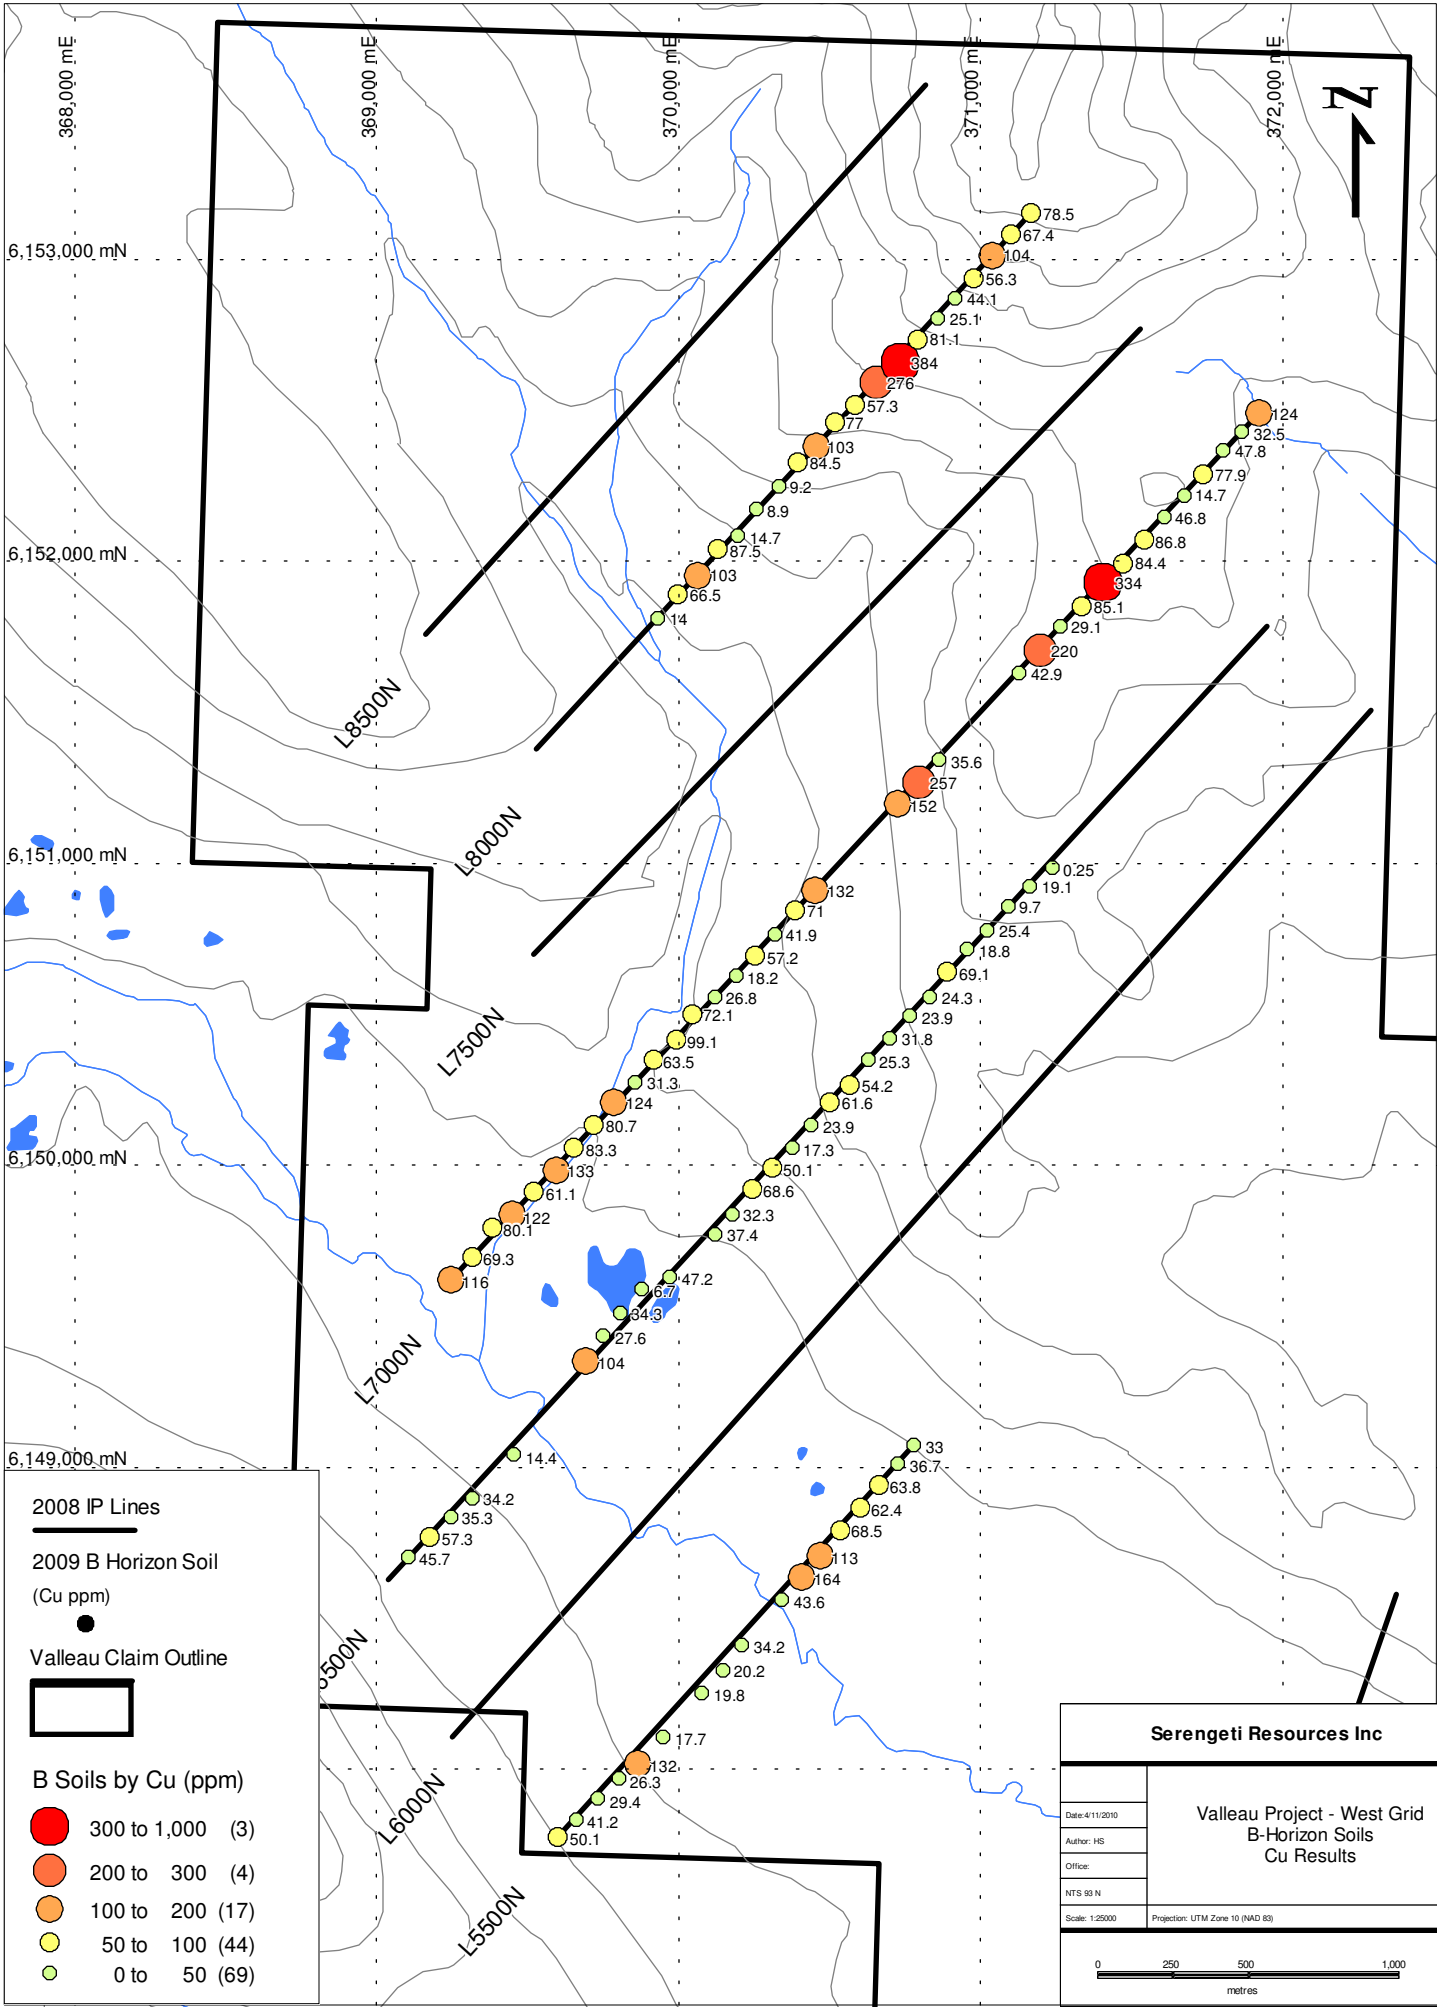 368,000 mE
369,000 mE
370,000 mE
371,000 mE
372,000 mE
N
6,153,000 mN
6,152,000 mN
6,151,000 mN
6,150,000 mN
6,149,000 mN
78.5
67.4
104
56.3
44.1
25.1
81.1
384
276
57.3
77
103
84.5
9.2
8.9
14.7
87.5
103
66.5
14
L8500N
124
32.5
47.8
77.9
14.7
46.8
86.8
84.4
334
85.1
29.1
220
42.9
35.6
257
152
132
71
41.9
57.2
18.2
26.8
72.1
99.1
63.5
31.3
124
80.7
83.3
133
61.1
122
80.1
69.3
116
L8000N
L7500N
0.25
19.1
9.7
25.4
18.8
69.1
24.3
23.9
31.8
25.3
54.2
61.6
23.9
17.3
50.1
68.6
32.3
37.4
47.2
6.7
34.3
27.6
104
14.4
34.2
35.3
57.3
45.7
L7000N
33
36.7
63.8
62.4
68.5
113
164
43.6
34.2
20.2
19.8
17.7
132
26.3
29.4
41.2
50.1
5500N
L6000N
L5500N
2008 IP Lines
2009 B Horizon Soil
(Cu ppm)
Valleau Claim Outline
B Soils by Cu (ppm)
300 to 1,000 (3)
200 to 300 (4)
100 to 200 (17)
50 to 100 (44)
0 to 50 (69)
Serengeti Resources Inc
Date:4/11/2010
Author: HS
Office:
NTS 93 N
Scale: 1:25000
Valleau Project - West Grid
B-Horizon Soils
Cu Results
Projection: UTM Zone 10 (NAD 83)
0 250 500 1,000
metres